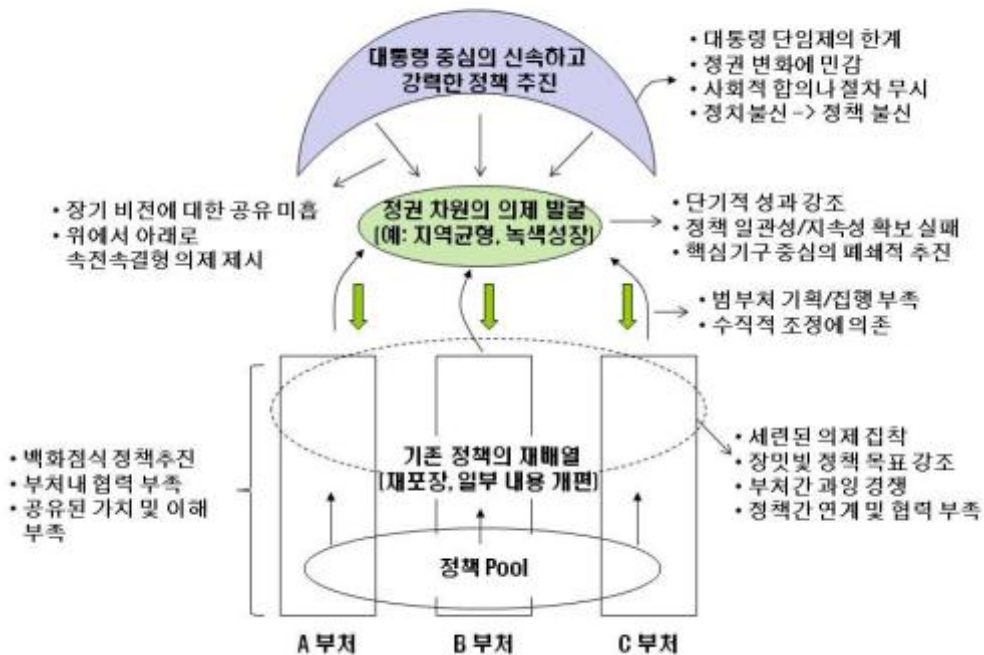 대통령 중심의 신속하고
강력한 정책 추진
• 대통령 단임제의 한계
• 정권 변화에 민감
• 사회적 합의나 절차 무시
• 정치불신 -> 정책 불신
• 장기 비전에 대한 공유 미흡
• 위에서 아래로
속전속결형 의제 제시
정권 차원의 의제 발굴
(예: 지역균형, 녹색성장)
• 단기적 성과 강조
• 정책 일관성/지속성 확보 실패
• 핵심기구 중심의 폐쇄적 추진
• 범부처 기획/집행 부족
• 수직적 조정에 의존
• 백화점식 정책추진
• 부처내 협력 부족
• 공유된 가치 및 이해
부족
기존 정책의 재배열
(재포장, 일부 내용 개편)
• 세련된 의제 집착
• 장밋빛 정책 목표 강조
• 부처간 과잉 경쟁
• 정책간 연계 및 협력 부족
정책 Pool
A 부처
B 부처
C 부처